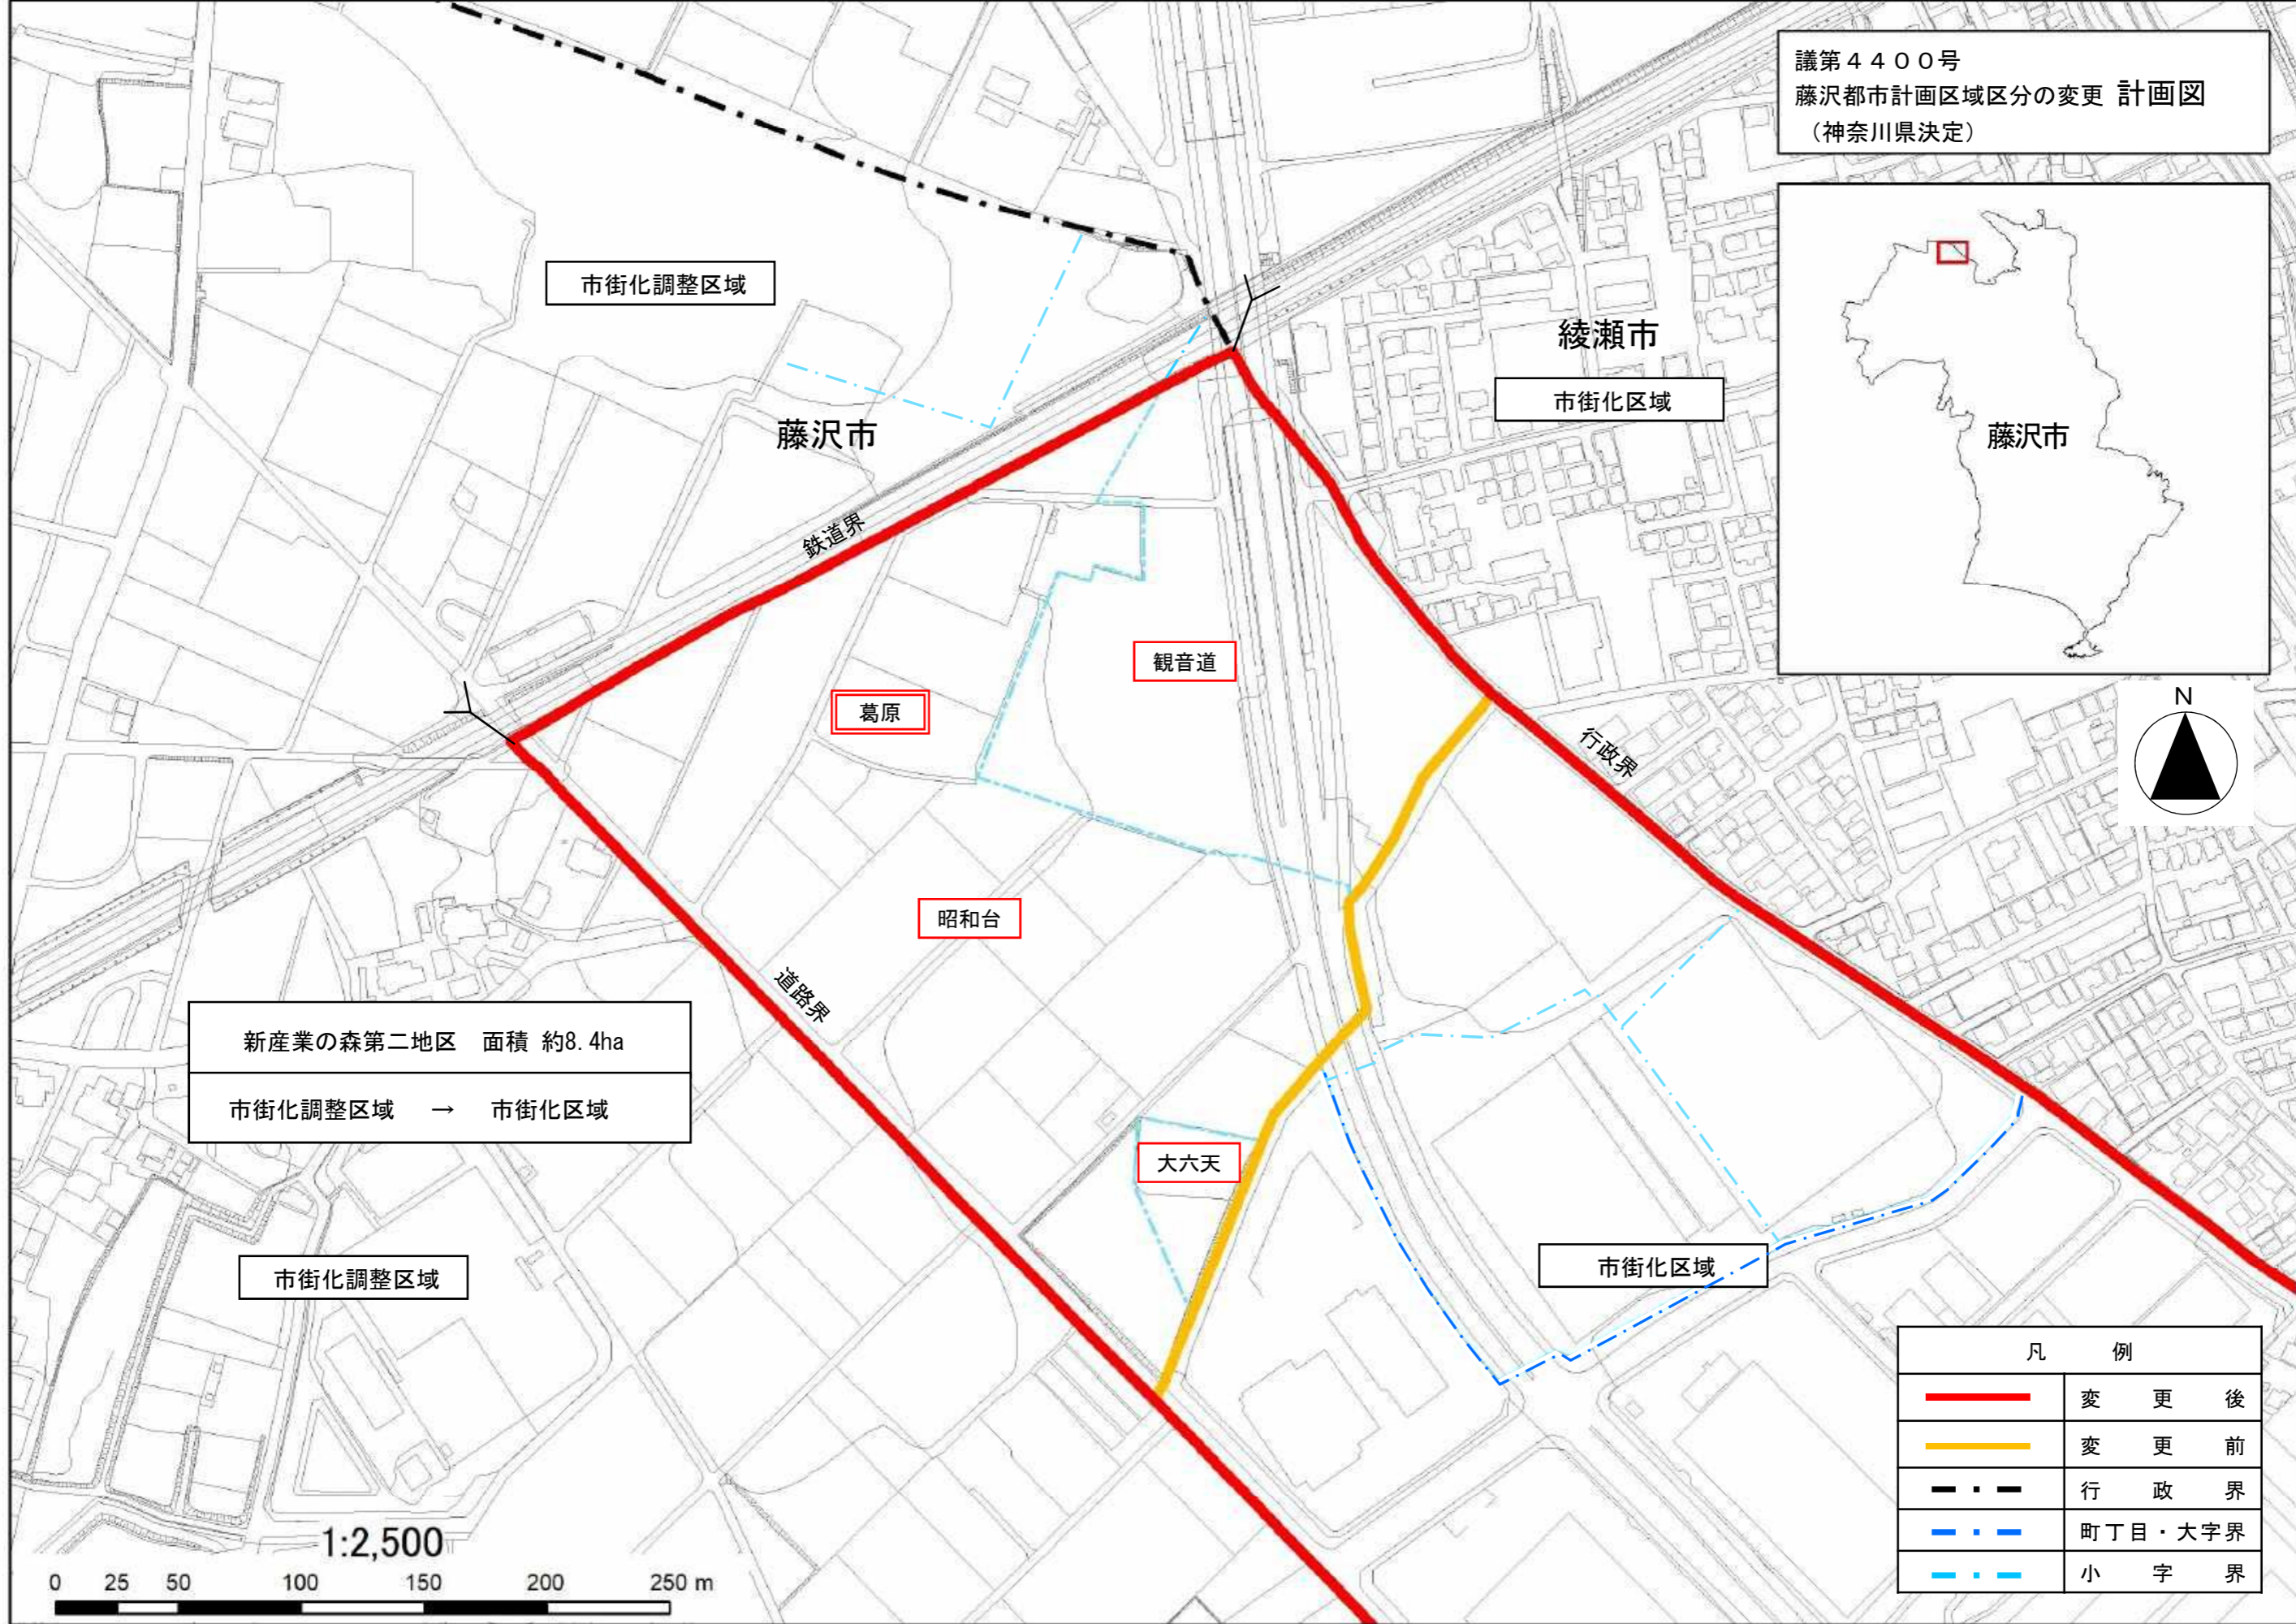 議第４４００号
藤沢都市計画区域区分の変更 計画図
（神奈川県決定）
藤沢市
N
市街化調整区域
綾瀬市
市街化区域
藤沢市
鉄道界
観音道
葛原
行政界
昭和台
道路界
新産業の森第二地区 面積 約8.4ha
市街化調整区域 → 市街化区域
大六天
市街化調整区域
市街化区域
凡 例
変 更 後
変 更 前
行 政 界
町丁目・大字界
小 字 界
1:2,500
0 25 50 100 150 200 250 m